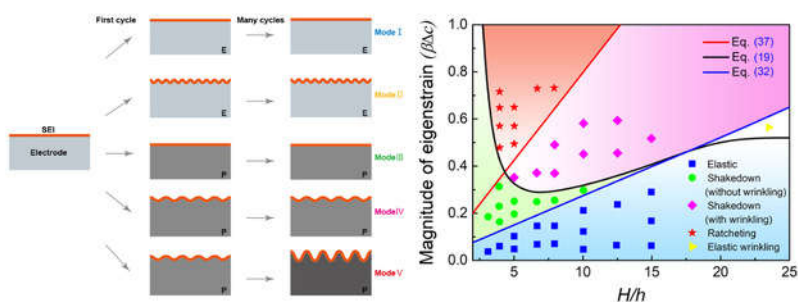 First cycle
Many cycles
E
E
Mode I
E
E
Mode II
SEI
Electrode
P
P
Mode III
P
P
Mode IV
P
P
Mode V
Magnitude of eigenstrain (βΔc)
1.0
0.8
0.6
0.4
0.2
0.0
5
10
15
20
25
H/h
Eq. (37)
Eq. (19)
Eq. (32)
Elastic
Shakedown
(without wrinkling)
Shakedown
(with wrinkling)
Ratcheting
Elastic wrinkling